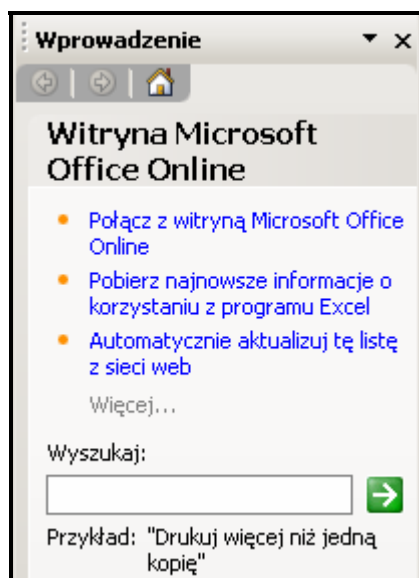 Wprowadzenie
Witryna Microsoft
Office Online
Połącz z witryną Microsoft Office
Online
Pobierz najnowsze informacje o
korzystaniu z programu Excel
Automatycznie aktualizuj tę listę
z sieci web
Więcej...
Wyszukaj:
Przykład: "Drukuj więcej niż jedną
kopię"